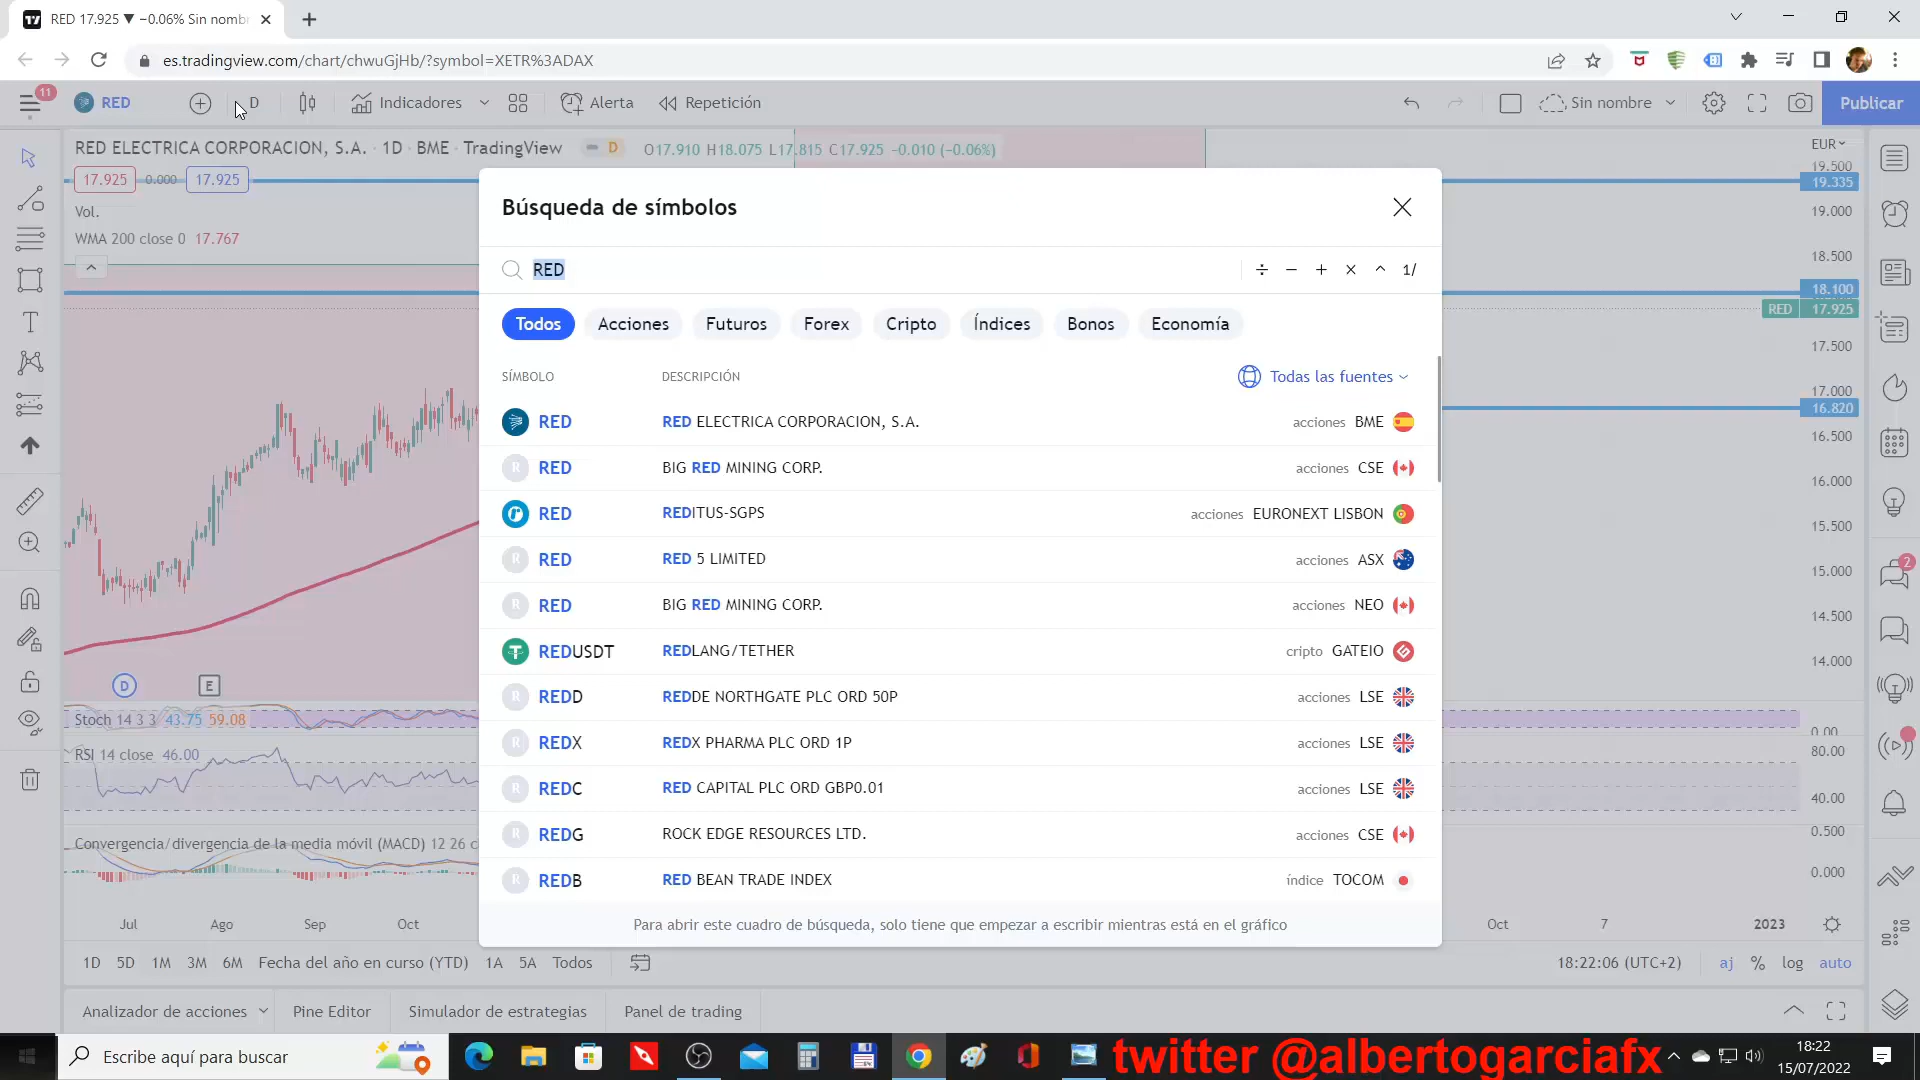 RED 17.925 ▼ −0.06% Sin nombr
es.tradingview.com/chart/chwuGjHb/?symbol=XETR%3ADAX
11
RED
D
Indicadores
Alerta
Repetición
Sin nombre
Publicar
RED ELECTRICA CORPORACION, S.A. · 1D · BME · TradingView
D
O17.910 H18.075 L17.815 C17.925 −0.010 (−0.06%)
EUR
17.925
0.000
17.925
Vol.
WMA 200 close 0 17.767
Búsqueda de símbolos
RED
÷ − + × ^ 1/
Todos
Acciones
Futuros
Forex
Cripto
Índices
Bonos
Economía
SÍMBOLO
DESCRIPCIÓN
Todas las fuentes
RED RED ELECTRICA CORPORACION, S.A. acciones BME
R RED BIG RED MINING CORP. acciones CSE
RED REDITUS-SGPS acciones EURONEXT LISBON
R RED RED 5 LIMITED acciones ASX
R RED BIG RED MINING CORP. acciones NEO
REDUSDT REDLANG/TETHER cripto GATEIO
R REDD REDDE NORTHGATE PLC ORD 50P acciones LSE
R REDX REDX PHARMA PLC ORD 1P acciones LSE
R REDC RED CAPITAL PLC ORD GBP0.01 acciones LSE
R REDG ROCK EDGE RESOURCES LTD. acciones CSE
R REDB RED BEAN TRADE INDEX índice TOCOM
Para abrir este cuadro de búsqueda, solo tiene que empezar a escribir mientras está en el gráfico
19.500
19.335
19.000
18.500
18.100
RED 17.925
17.500
17.000
16.820
16.500
16.000
15.500
15.000
14.500
14.000
0.00
80.00
40.00
0.500
0.000
2
D
E
Stoch 14 3 3 43.75 59.08
RSI 14 close 46.00
Convergencia/divergencia de la media móvil (MACD) 12 26 c
Jul
Ago
Sep
Oct
Oct
7
2023
1D 5D 1M 3M 6M Fecha del año en curso (YTD) 1A 5A Todos
18:22:06 (UTC+2)
aj % log auto
Analizador de acciones
Pine Editor
Simulador de estrategias
Panel de trading
Escribe aquí para buscar
twitter @albertogarciafx
18:22
15/07/2022